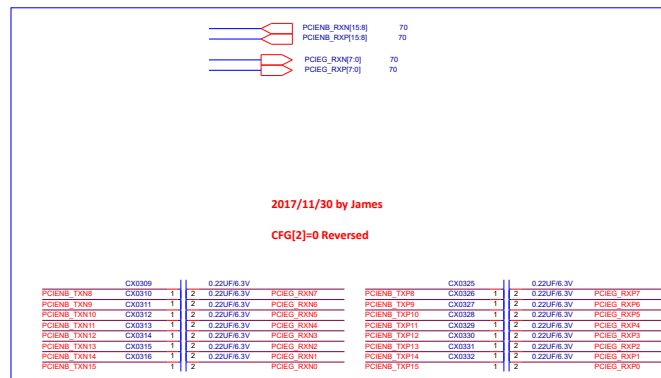 PCIENB_RXN[15:8] 70
PCIENB_RXP[15:8] 70
PCIEG_RXN[7:0] 70
PCIEG_RXP[7:0] 70
2017/11/30 by James
CFG[2]=0 Reversed
CX0309 0.22UF/6.3V CX0325 0.22UF/6.3V
PCIENB_TXN8 CX0310 1 2 0.22UF/6.3V PCIEG_RXN7 PCIENB_TXP8 CX0326 1 2 0.22UF/6.3V PCIEG_RXP7
PCIENB_TXN9 CX0311 1 2 0.22UF/6.3V PCIEG_RXN6 PCIENB_TXP9 CX0327 1 2 0.22UF/6.3V PCIEG_RXP6
PCIENB_TXN10 CX0312 1 2 0.22UF/6.3V PCIEG_RXN5 PCIENB_TXP10 CX0328 1 2 0.22UF/6.3V PCIEG_RXP5
PCIENB_TXN11 CX0313 1 2 0.22UF/6.3V PCIEG_RXN4 PCIENB_TXP11 CX0329 1 2 0.22UF/6.3V PCIEG_RXP4
PCIENB_TXN12 CX0314 1 2 0.22UF/6.3V PCIEG_RXN3 PCIENB_TXP12 CX0330 1 2 0.22UF/6.3V PCIEG_RXP3
PCIENB_TXN13 CX0315 1 2 0.22UF/6.3V PCIEG_RXN2 PCIENB_TXP13 CX0331 1 2 0.22UF/6.3V PCIEG_RXP2
PCIENB_TXN14 CX0316 1 2 0.22UF/6.3V PCIEG_RXN1 PCIENB_TXP14 CX0332 1 2 0.22UF/6.3V PCIEG_RXP1
PCIENB_TXN15 1 2 PCIEG_RXN0 PCIENB_TXP15 1 2 PCIEG_RXP0